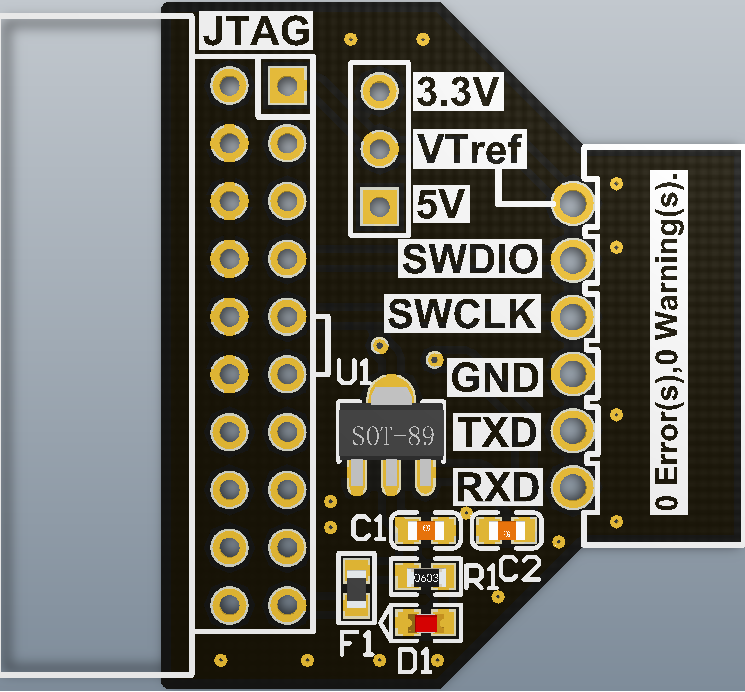 JTAG
3.3V
VTref
5V
SWDIO
SWCLK
U1
GND
SOT-89
TXD
RXD
C1
C2
0603
R1
F1
D1
0 Error(s),0 Warning(s).